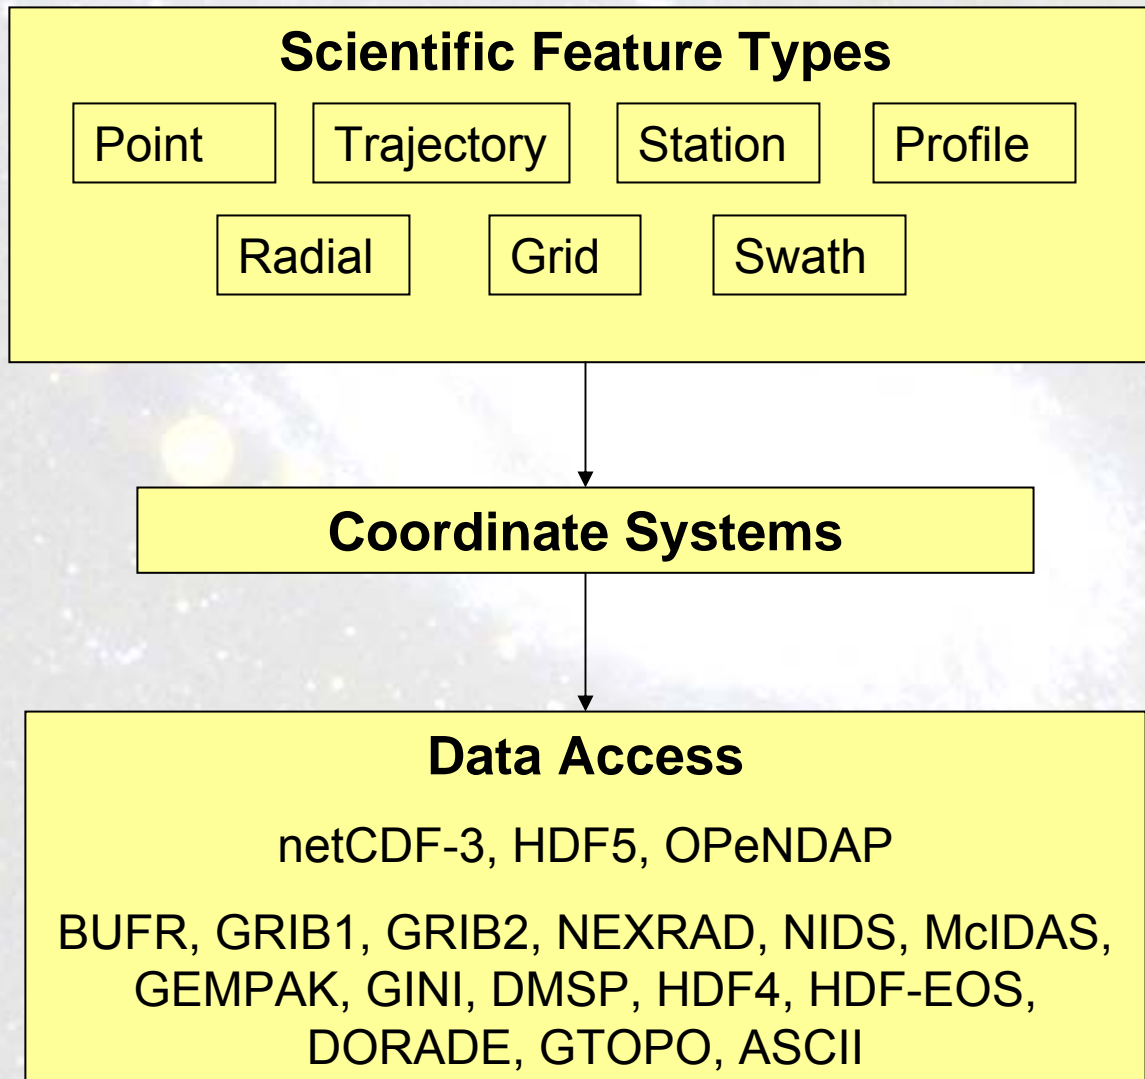 Scientific Feature Types
Point Trajectory Station Profile
Radial Grid Swath
Coordinate Systems
Data Access
netCDF-3, HDF5, OPeNDAP
BUFR, GRIB1, GRIB2, NEXRAD, NIDS, McIDAS,
GEMPAK, GINI, DMSP, HDF4, HDF-EOS,
DORADE, GTOPO, ASCII